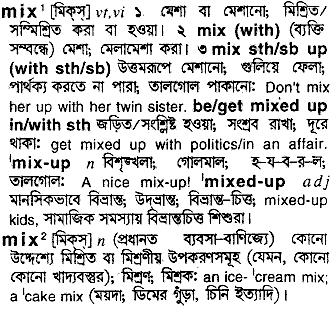 mix¹ [মিক্স্] vt,vi ১ মেশা বা মেশানো; মিশ্রিত/
সম্মিশ্রিত করা বা হওয়া। ২ mix (with) (ব্যক্তি
সম্বন্ধে) মেশা; মেলামেশা করা। ৩ mix sth/sb up
(with sth/sb) উত্তমরূপে মেশানো; গুলিয়ে ফেলা;
পার্থক্য করতে না পারা; তালগোল পাকানো: Don't mix
her up with her twin sister. be/get mixed up
in/with sth জড়িত/সংশ্লিষ্ট হওয়া; সংশ্রব রাখা; দূরে
থাকা: get mixed up with politics/in an affair.
ˈmix-up n বিশৃঙ্খলা; গোলমাল; হ-য-ব-র-ল;
তালগোল: A nice mix-up! ˈmixed-up adj
মানসিকভাবে বিভ্রান্ত; উদ্‌ভ্রান্ত; বিভ্রান্ত-চিত্ত; mixed-up
kids, সামাজিক সমস্যায় বিভ্রান্তচিত্ত শিশুরা।
mix² [মিক্স্] n (প্রধানত ব্যবসা-বাণিজ্যে) কোনো
উদ্দেশ্যে মিশ্রিত বা মিশ্রণীয় উপকরণসমূহ (যেমন, কোনো
কোনো খাদ্যবস্তুর); মিশ্রণ; মিশ্রক: an ice-ˈcream mix;
a ˈcake mix (ময়দা; ডিমের গুঁড়া, চিনি ইত্যাদি)।